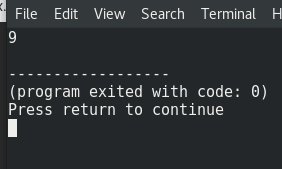 x.
File Edit View Search Terminal H
9
------------------
(program exited with code: 0)
Press return to continue